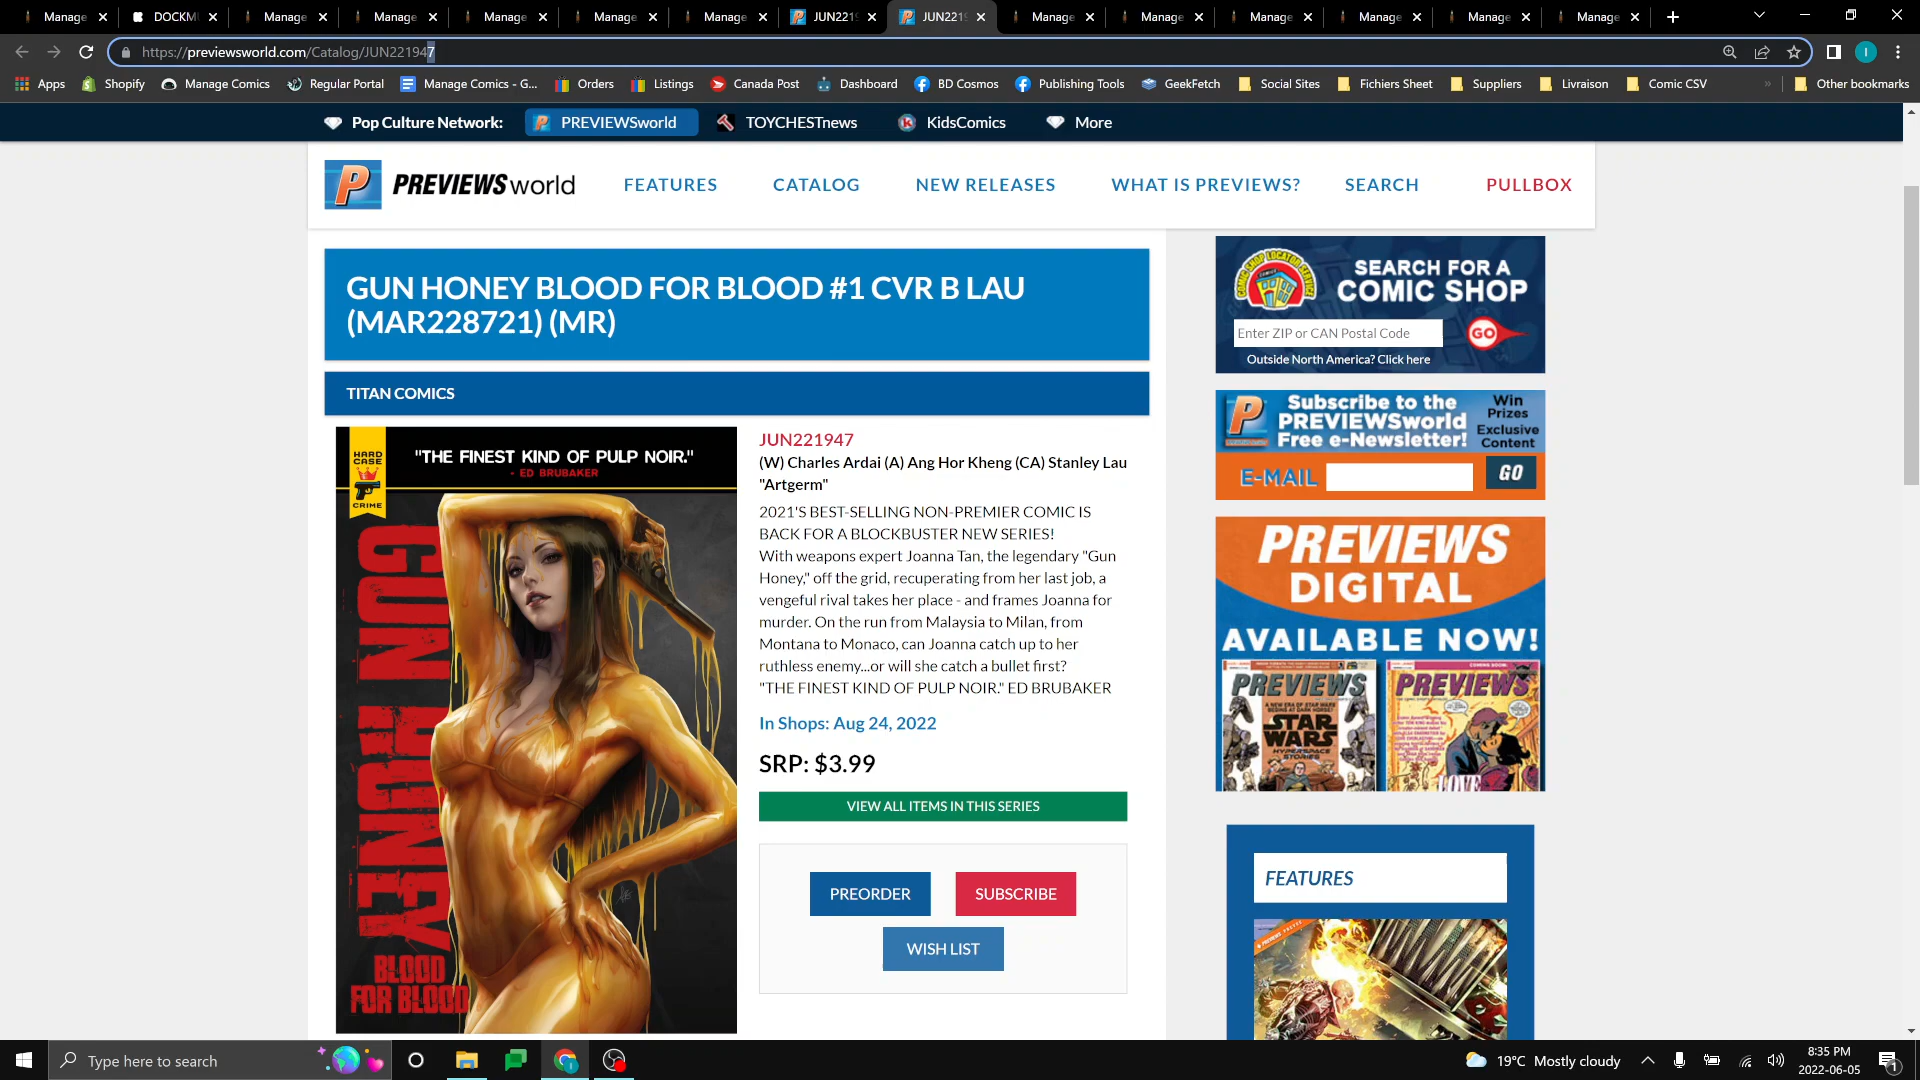 Manage
DOCKM
Manage
Manage
Manage
Manage
Manage
JUN2219
JUN2219
Manage
Manage
Manage
Manage
Manage
Manage
https://previewsworld.com/Catalog/JUN221947
Apps
Shopify
Manage Comics
Regular Portal
Manage Comics - G...
Orders
Listings
Canada Post
Dashboard
BD Cosmos
Publishing Tools
GeekFetch
Social Sites
Fichiers Sheet
Suppliers
Livraison
Comic CSV
Other bookmarks
Pop Culture Network:
PREVIEWSworld
TOYCHESTnews
KidsComics
More
PREVIEWSworld
FEATURES
CATALOG
NEW RELEASES
WHAT IS PREVIEWS?
SEARCH
PULLBOX
GUN HONEY BLOOD FOR BLOOD #1 CVR B LAU
(MAR228721) (MR)
TITAN COMICS
HARD
CASE
CRIME
"THE FINEST KIND OF PULP NOIR."
- ED BRUBAKER
GUN HONEY
BLOOD
FOR BLOOD
JUN221947
(W) Charles Ardai (A) Ang Hor Kheng (CA) Stanley Lau
"Artgerm"
2021'S BEST-SELLING NON-PREMIER COMIC IS
BACK FOR A BLOCKBUSTER NEW SERIES!
With weapons expert Joanna Tan, the legendary "Gun
Honey," off the grid, recuperating from her last job, a
vengeful rival takes her place - and frames Joanna for
murder. On the run from Malaysia to Milan, from
Montana to Monaco, can Joanna catch up to her
ruthless enemy...or will she catch a bullet first?
"THE FINEST KIND OF PULP NOIR." ED BRUBAKER
In Shops: Aug 24, 2022
SRP: $3.99
VIEW ALL ITEMS IN THIS SERIES
PREORDER
SUBSCRIBE
WISH LIST
COMIC SHOP LOCATOR SERVICE
SEARCH FOR A
COMIC SHOP
Enter ZIP or CAN Postal Code
GO
Outside North America? Click here
Subscribe to the
PREVIEWSworld
Free e-Newsletter!
Win
Prizes
Exclusive
Content
E-MAIL
GO
PREVIEWS
DIGITAL
AVAILABLE NOW!
PREVIEWS
STAR
WARS
HYPERSPACE
STORIES
PREVIEWS
LOVE
FEATURES
Type here to search
19°C Mostly cloudy
8:35 PM
2022-06-05
1